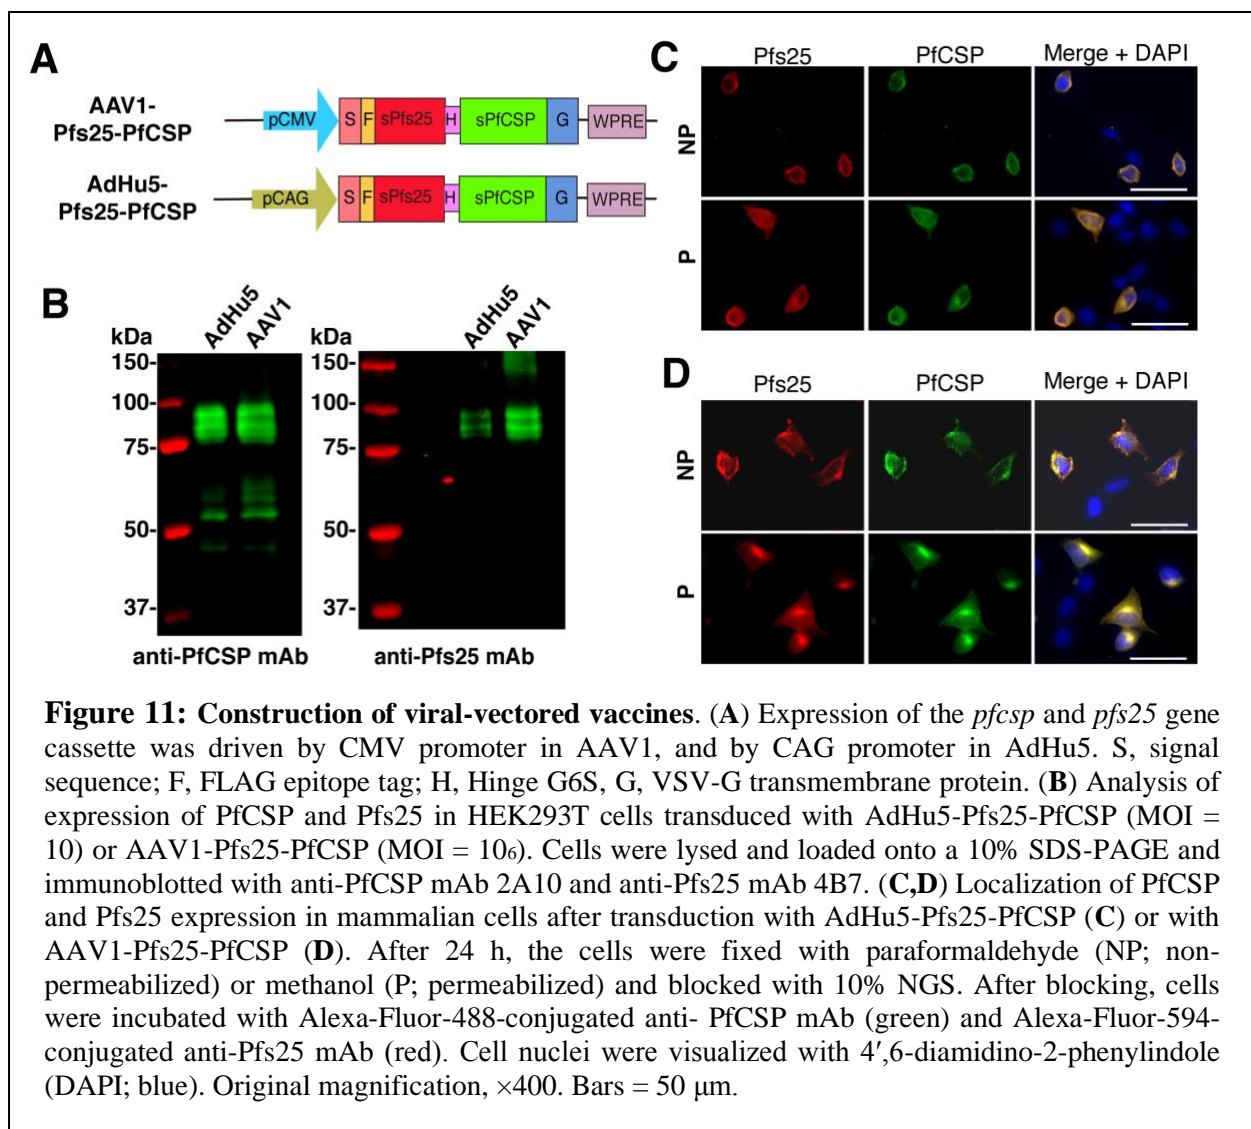 A
AAV1-
Pfs25-PfCSP
pCMV S F sPfs25 H sPfCSP G WPRE
AdHu5-
Pfs25-PfCSP
pCAG S F sPfs25 H sPfCSP G WPRE
B
kDa AdHu5 AAV1
150-
100-
75-
50-
37-
anti-PfCSP mAb
kDa AdHu5 AAV1
150-
100-
75-
50-
37-
anti-Pfs25 mAb
C
Pfs25 PfCSP Merge + DAPI
NP
P
D
Pfs25 PfCSP Merge + DAPI
NP
P
Figure 11: Construction of viral-vectored vaccines. (A) Expression of the pfcsp and pfs25 gene
cassette was driven by CMV promoter in AAV1, and by CAG promoter in AdHu5. S, signal
sequence; F, FLAG epitope tag; H, Hinge G6S, G, VSV-G transmembrane protein. (B) Analysis of
expression of PfCSP and Pfs25 in HEK293T cells transduced with AdHu5-Pfs25-PfCSP (MOI =
10) or AAV1-Pfs25-PfCSP (MOI = 10₆). Cells were lysed and loaded onto a 10% SDS-PAGE and
immunoblotted with anti-PfCSP mAb 2A10 and anti-Pfs25 mAb 4B7. (C,D) Localization of PfCSP
and Pfs25 expression in mammalian cells after transduction with AdHu5-Pfs25-PfCSP (C) or with
AAV1-Pfs25-PfCSP (D). After 24 h, the cells were fixed with paraformaldehyde (NP; non-
permeabilized) or methanol (P; permeabilized) and blocked with 10% NGS. After blocking, cells
were incubated with Alexa-Fluor-488-conjugated anti- PfCSP mAb (green) and Alexa-Fluor-594-
conjugated anti-Pfs25 mAb (red). Cell nuclei were visualized with 4′,6-diamidino-2-phenylindole
(DAPI; blue). Original magnification, ×400. Bars = 50 μm.